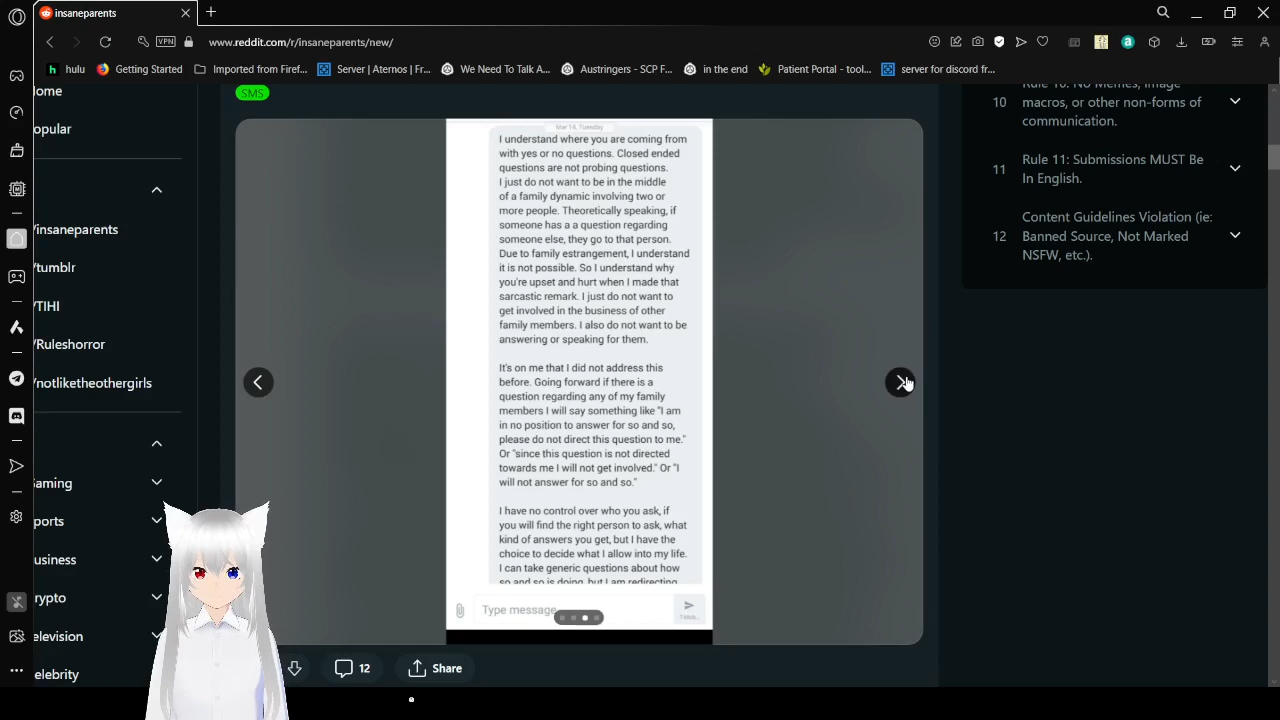 insaneparents
VPN
www.reddit.com/r/insaneparents/new/
hulu
Getting Started
Imported from Firef...
Server | Aternos | Fr...
We Need To Talk A...
Austringers - SCP F...
in the end
Patient Portal - tool...
server for discord fr...
ome
opular
/insaneparents
/tumblr
/TIHI
/Ruleshorror
/notliketheothergirls
aming
ports
usiness
rypto
elevision
elebrity
SMS
Mar 14, Tuesday
I understand where you are coming from
with yes or no questions. Closed ended
questions are not probing questions.
I just do not want to be in the middle
of a family dynamic involving two or
more people. Theoretically speaking, if
someone has a a question regarding
someone else, they go to that person.
Due to family estrangement, I understand
it is not possible. So I understand why
you're upset and hurt when I made that
sarcastic remark. I just do not want to
get involved in the business of other
family members. I also do not want to be
answering or speaking for them.
It's on me that I did not address this
before. Going forward if there is a
question regarding any of my family
members I will say something like "I am
in no position to answer for so and so,
please do not direct this question to me."
Or "since this question is not directed
towards me I will not get involved." Or "I
will not answer for so and so."
I have no control over who you ask, if
you will find the right person to ask, what
kind of answers you get, but I have the
choice to decide what I allow into my life.
I can take generic questions about how
so and so is doing, but I am redirecting
Type message
12
Share
Rule 10: No Memes, image
10
macros, or other non-forms of
communication.
11
Rule 11: Submissions MUST Be
In English.
Content Guidelines Violation (ie:
12
Banned Source, Not Marked
NSFW, etc.).